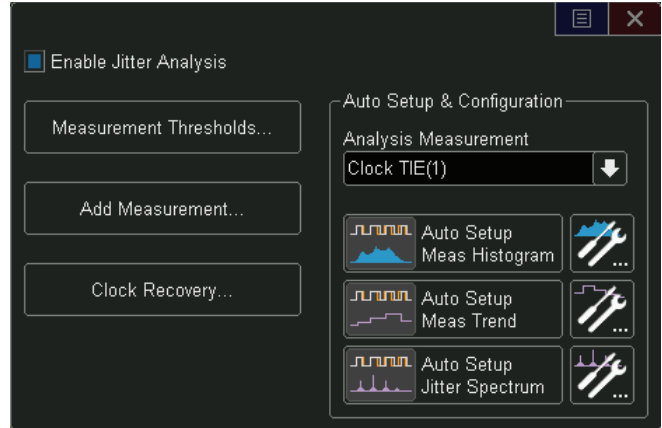 Enable Jitter Analysis
Measurement Thresholds...
Add Measurement...
Clock Recovery...
Auto Setup & Configuration
Analysis Measurement
Clock TIE(1)
Auto Setup
Meas Histogram
...
Auto Setup
Meas Trend
...
Auto Setup
Jitter Spectrum
...